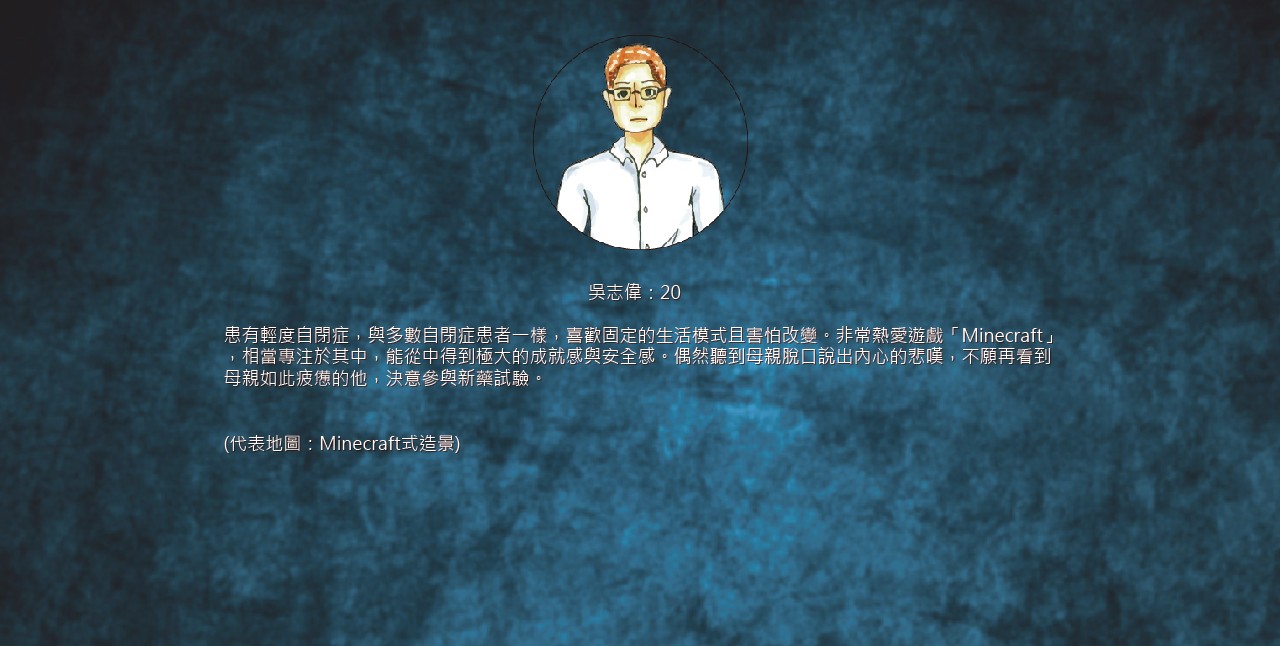 吳志偉：20
患有輕度自閉症，與多數自閉症患者一樣，喜歡固定的生活模式且害怕改變。非常熱愛遊戲「Minecraft」
，相當專注於其中，能從中得到極大的成就感與安全感。偶然聽到母親脫口說出內心的悲嘆，不願再看到
母親如此疲憊的他，決意參與新藥試驗。
(代表地圖：Minecraft式造景)